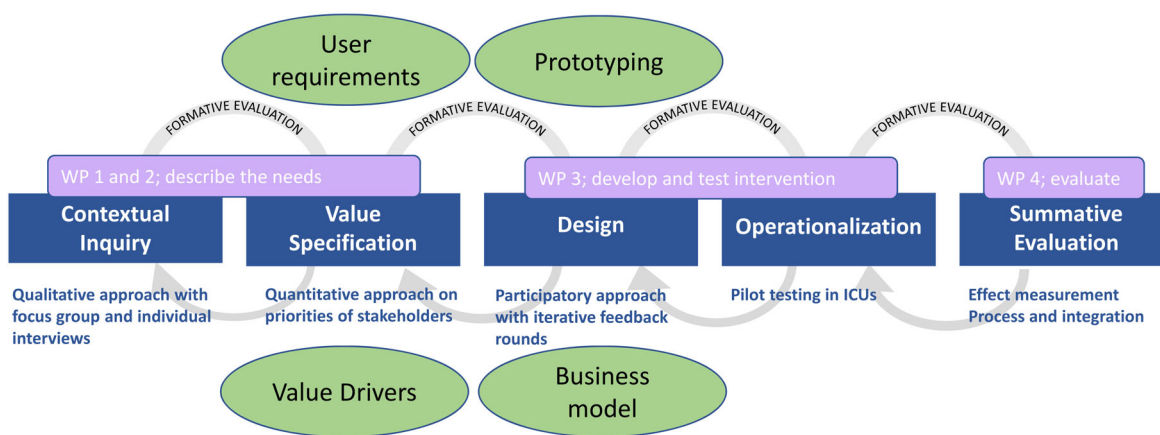 User
requirements
Prototyping
FORMATIVE EVALUATION
FORMATIVE EVALUATION
FORMATIVE EVALUATION
FORMATIVE EVALUATION
WP 1 and 2; describe the needs
WP 3; develop and test intervention
WP 4; evaluate
Contextual
Inquiry
Value
Specification
Design
Operationalization
Summative
Evaluation
Qualitative approach with
focus group and individual
interviews
Quantitative approach on
priorities of stakeholders
Participatory approach
with iterative feedback
rounds
Pilot testing in ICUs
Effect measurement
Process and integration
Value Drivers
Business
model